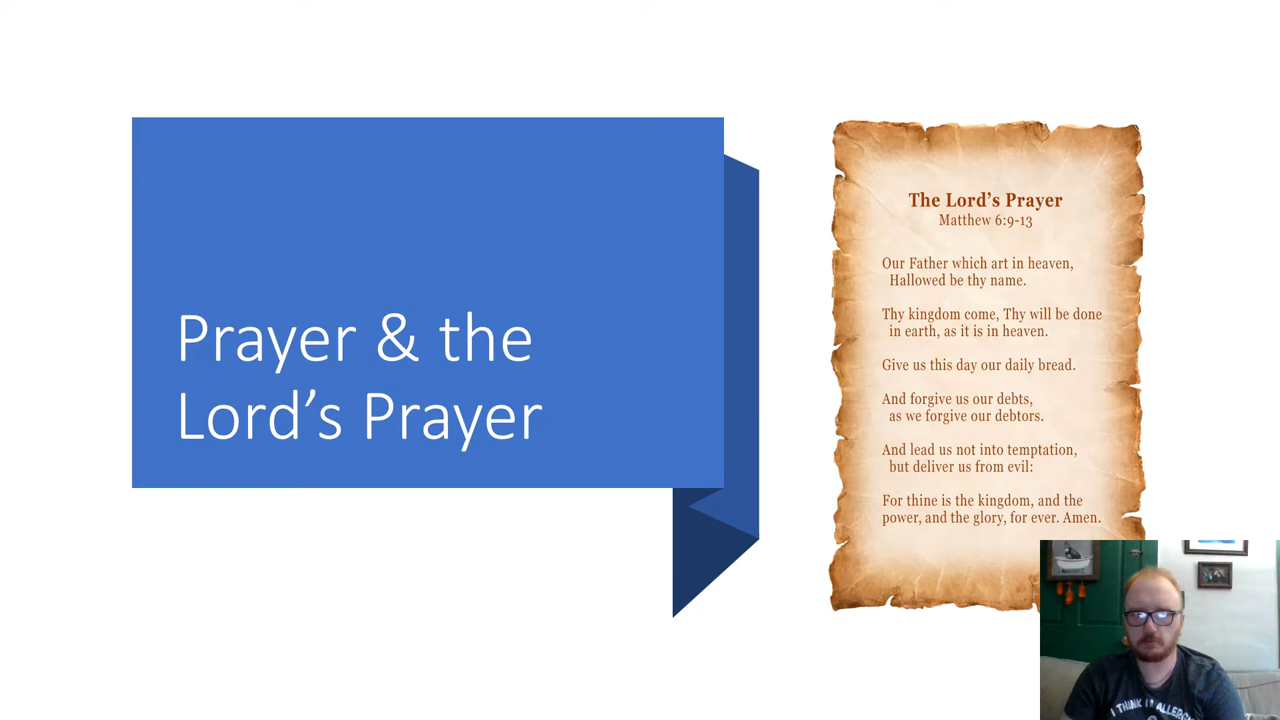 Prayer & the
Lord’s Prayer
The Lord’s Prayer
Matthew 6:9-13
Our Father which art in heaven,
Hallowed be thy name.
Thy kingdom come, Thy will be done
in earth, as it is in heaven.
Give us this day our daily bread.
And forgive us our debts,
as we forgive our debtors.
And lead us not into temptation,
but deliver us from evil:
For thine is the kingdom, and the
power, and the glory, for ever. Amen.
I THINK